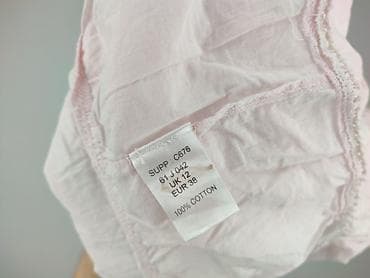 SUPP C678
61 J 042
UK 12
EUR 38
100% COTTON